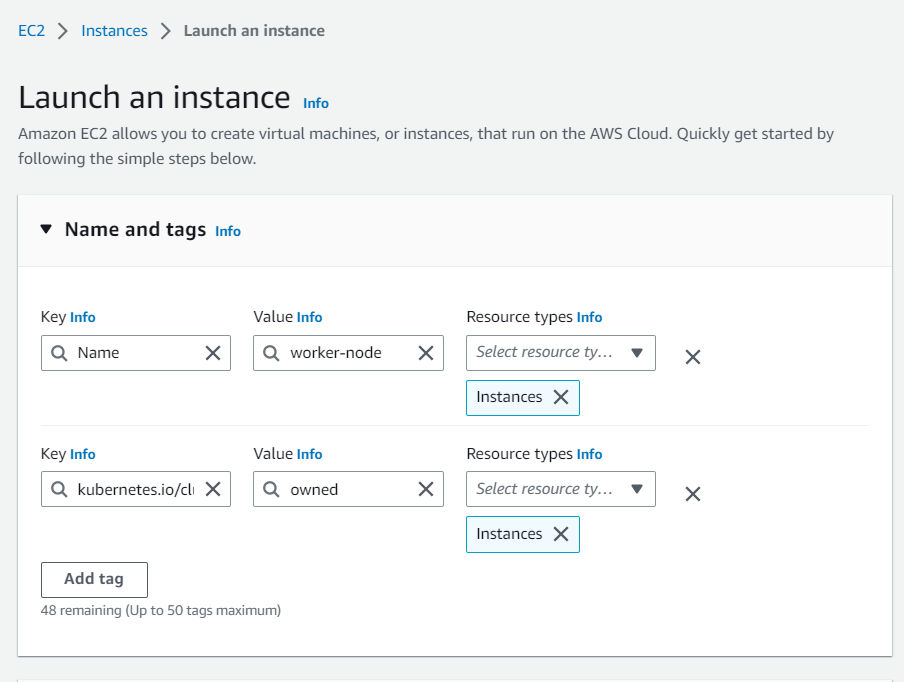 EC2 > Instances > Launch an instance
Launch an instance Info
Amazon EC2 allows you to create virtual machines, or instances, that run on the AWS Cloud. Quickly get started by
following the simple steps below.
Name and tags Info
Key Info Value Info Resource types Info
Name worker-node Select resource ty...
Instances
Key Info Value Info Resource types Info
kubernetes.io/cl owned Select resource ty...
Instances
Add tag
48 remaining (Up to 50 tags maximum)